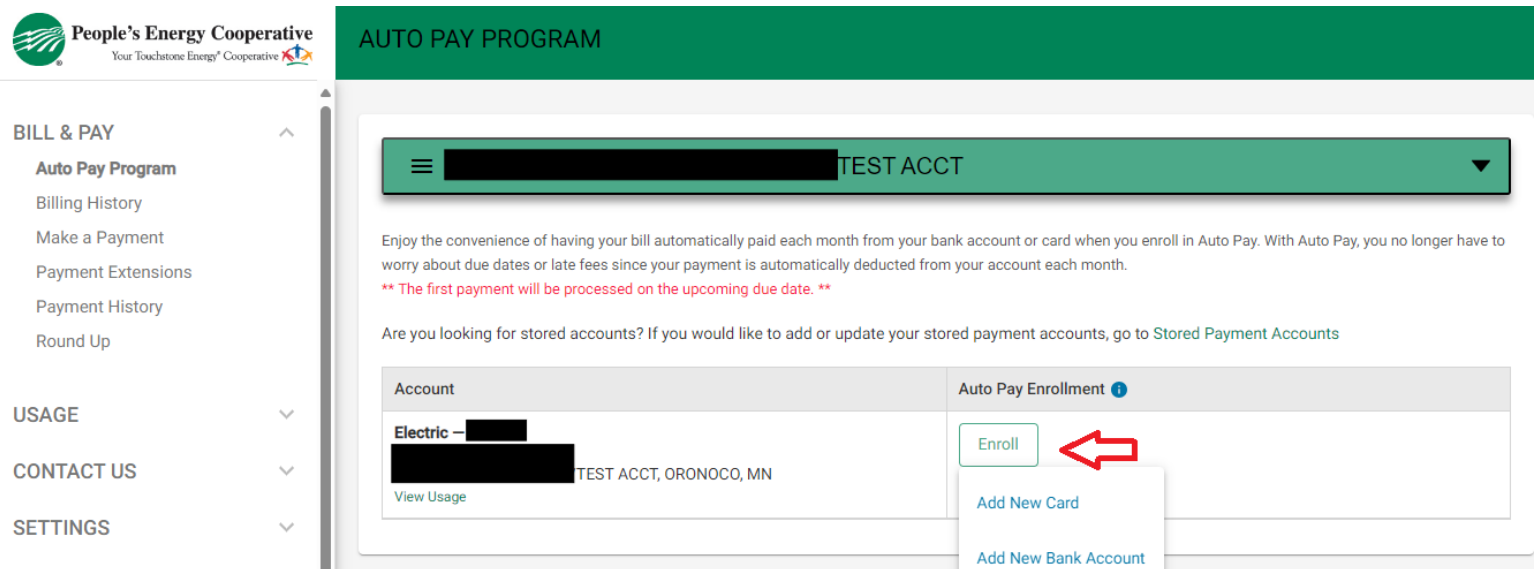 People's Energy Cooperative
Your Touchstone Energy® Cooperative
AUTO PAY PROGRAM
BILL & PAY
Auto Pay Program
Billing History
Make a Payment
Payment Extensions
Payment History
Round Up
USAGE
CONTACT US
SETTINGS
TEST ACCT
Enjoy the convenience of having your bill automatically paid each month from your bank account or card when you enroll in Auto Pay. With Auto Pay, you no longer have to
worry about due dates or late fees since your payment is automatically deducted from your account each month.
** The first payment will be processed on the upcoming due date. **
Are you looking for stored accounts? If you would like to add or update your stored payment accounts, go to Stored Payment Accounts
Account
Auto Pay Enrollment
Electric —
TEST ACCT, ORONOCO, MN
View Usage
Enroll
Add New Card
Add New Bank Account